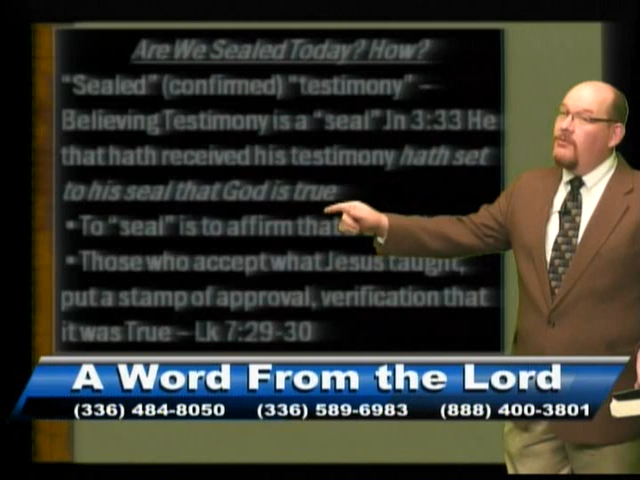 Are We Sealed Today? How?
"Sealed" (confirmed) "testimony" –
Believing Testimony is a "seal" Jn 3:33 He
that hath received his testimony hath set
to his seal that God is true
• To "seal" is to affirm that
• Those who accept what Jesus taught,
put a stamp of approval, verification that
it was True – Lk 7:29-30
A Word From the Lord
(336) 484-8050 (336) 589-6983 (888) 400-3801